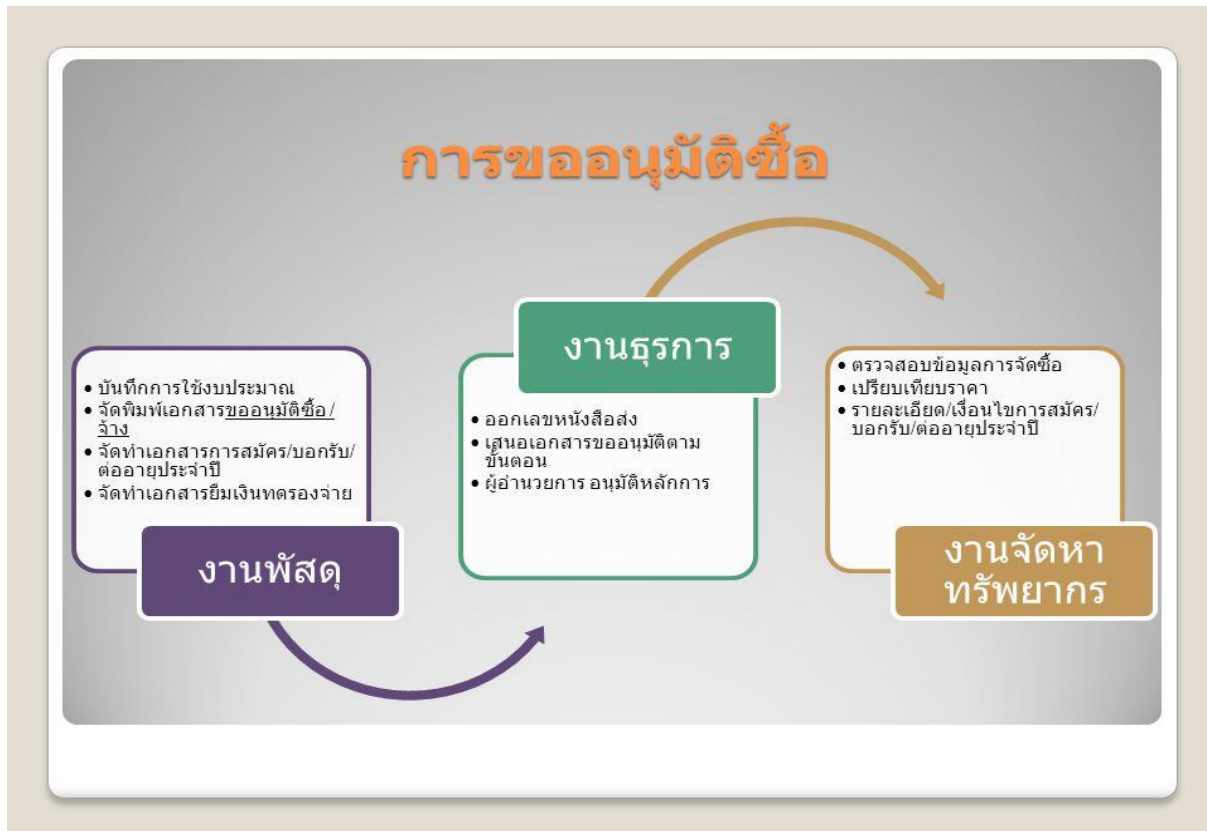 การขออนุมัติซื้อ
• บันทึกการใช้งบประมาณ
• จัดพิมพ์เอกสารขออนุมัติซื้อ/
จ้าง
• จัดทำเอกสารการสมัคร/บอกรับ/
ต่ออายุประจำปี
• จัดทำเอกสารยืมเงินทดรองจ่าย
งานพัสดุ
งานธุรการ
• ออกเลขหนังสือส่ง
• เสนอเอกสารขออนุมัติตาม
ขั้นตอน
• ผู้อำนวยการ อนุมัติหลักการ
• ตรวจสอบข้อมูลการจัดซื้อ
• เปรียบเทียบราคา
• รายละเอียด/เงื่อนไขการสมัคร/
บอกรับ/ต่ออายุประจำปี
งานจัดหา
ทรัพยากร